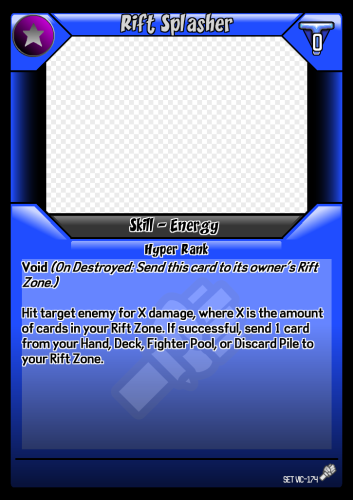 Rift Splasher
0
Skill - Energy
Hyper Rank
Void (On Destroyed: Send this card to its owner's Rift
Zone.)
Hit target enemy for X damage, where X is the amount
of cards in your Rift Zone. If successful, send 1 card
from your Hand, Deck, Fighter Pool, or Discard Pile to
your Rift Zone.
SET VIC-174